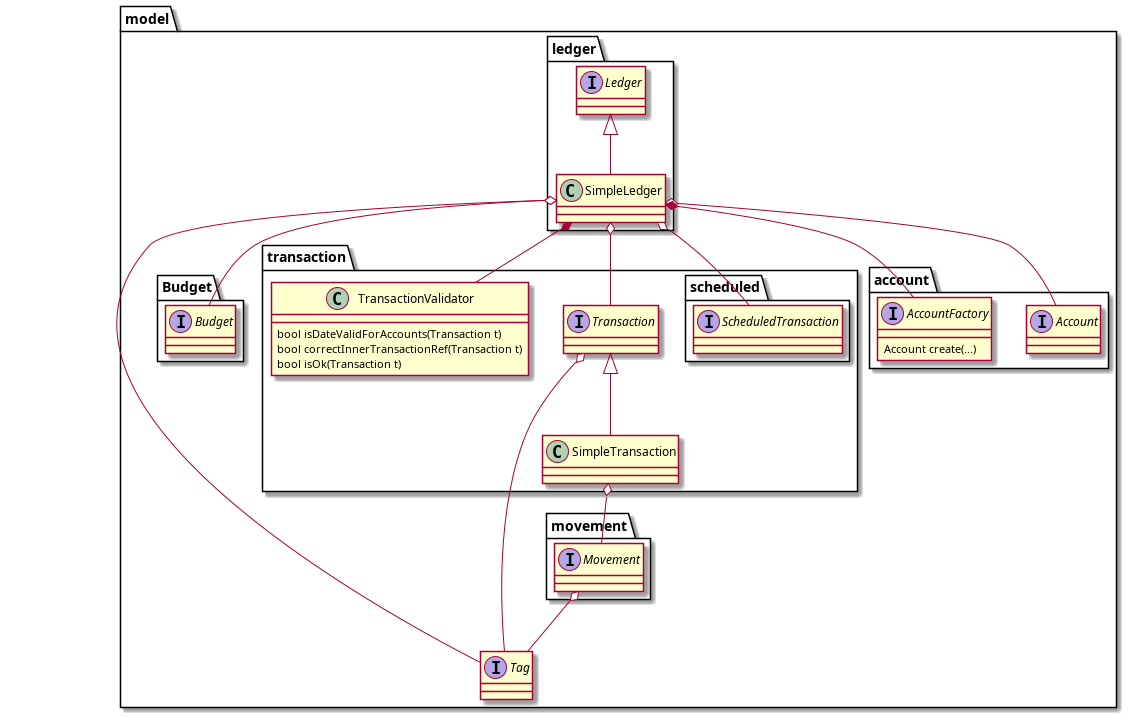 model
ledger
I Ledger
C SimpleLedger
transaction
Budget
I Budget
C TransactionValidator
bool isDateValidForAccounts(Transaction t)
bool correctInnerTransactionRef(Transaction t)
bool isOk(Transaction t)
I Transaction
scheduled
I ScheduledTransaction
account
I AccountFactory
Account create(...)
I Account
C SimpleTransaction
movement
I Movement
I Tag